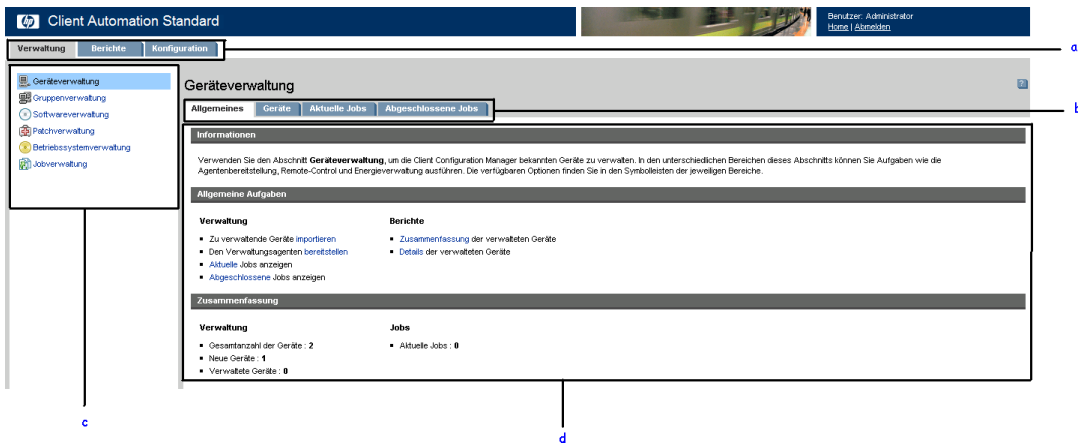 hp Client Automation Standard
Benutzer: Administrator
Home | Abmelden
Verwaltung Berichte Konfiguration
a
Geräteverwaltung
Gruppenverwaltung
Softwareverwaltung
Patchverwaltung
Betriebssystemverwaltung
Jobverwaltung
Geräteverwaltung
?
Allgemeines Geräte Aktuelle Jobs Abgeschlossene Jobs
b
Informationen
Verwenden Sie den Abschnitt Geräteverwaltung, um die Client Configuration Manager bekannten Geräte zu verwalten. In den unterschiedlichen Bereichen dieses Abschnitts können Sie Aufgaben wie die
Agentenbereitstellung, Remote-Control und Energieverwaltung ausführen. Die verfügbaren Optionen finden Sie in den Symbolleisten der jeweiligen Bereiche.
Allgemeine Aufgaben
Verwaltung
Zu verwaltende Geräte importieren
Den Verwaltungsagenten bereitstellen
Aktuelle Jobs anzeigen
Abgeschlossene Jobs anzeigen
Berichte
Zusammenfassung der verwalteten Geräte
Details der verwalteten Geräte
Zusammenfassung
Verwaltung
Gesamtanzahl der Geräte : 2
Neue Geräte : 1
Verwaltete Geräte : 0
Jobs
Aktuelle Jobs : 0
c
d